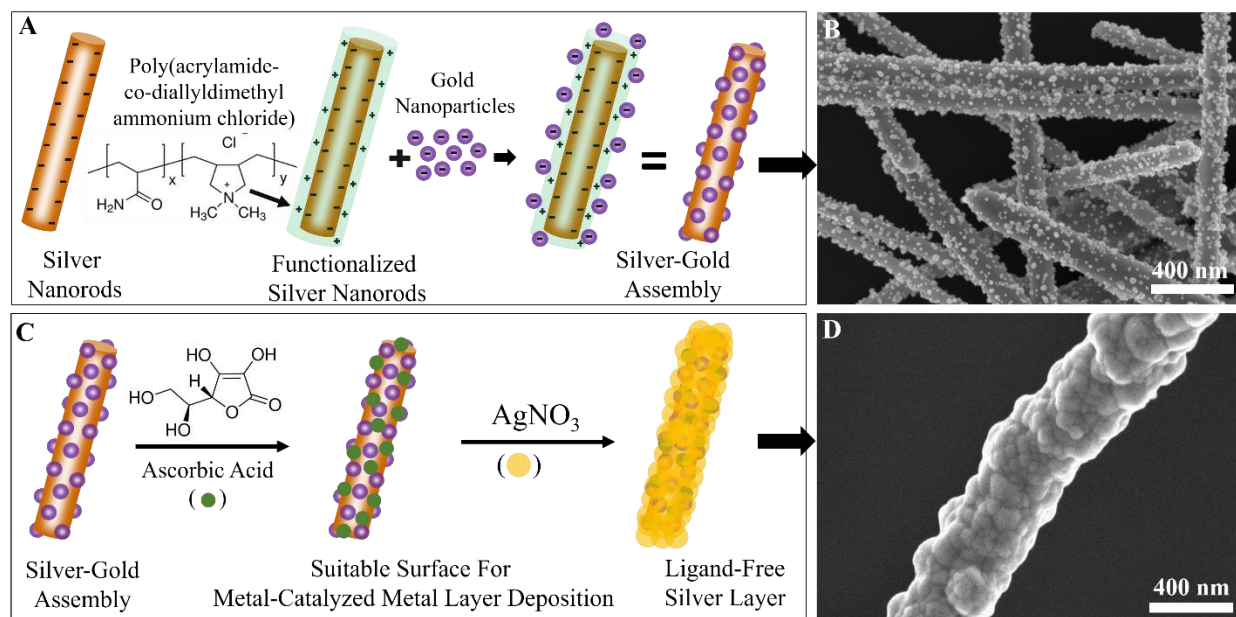 A
Poly(acrylamide-
co-diallyldimethyl
ammonium chloride)
Cl⁻
x
y
H₂N
O
N⁺
H₃C
CH₃
Silver
Nanorods
Functionalized
Silver Nanorods
Gold
Nanoparticles
+
=
Silver-Gold
Assembly
B
400 nm
C
HO
OH
H
HO
O
O
HO
Ascorbic Acid
( )
AgNO₃
( )
Silver-Gold
Assembly
Suitable Surface For
Metal-Catalyzed Metal Layer Deposition
Ligand-Free
Silver Layer
D
400 nm